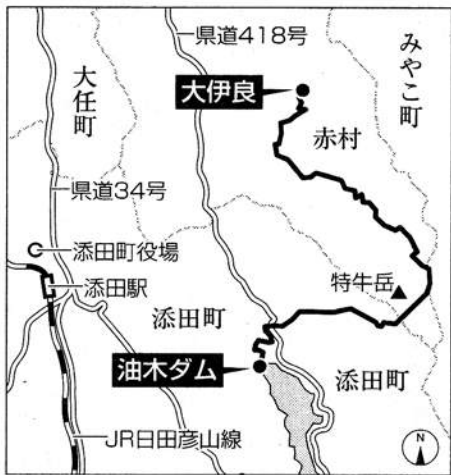 県道418号
みやこ町
大任町
大伊良
赤村
県道34号
添田町役場
添田駅
特牛岳
添田町
油木ダム
添田町
JR日田彦山線
N